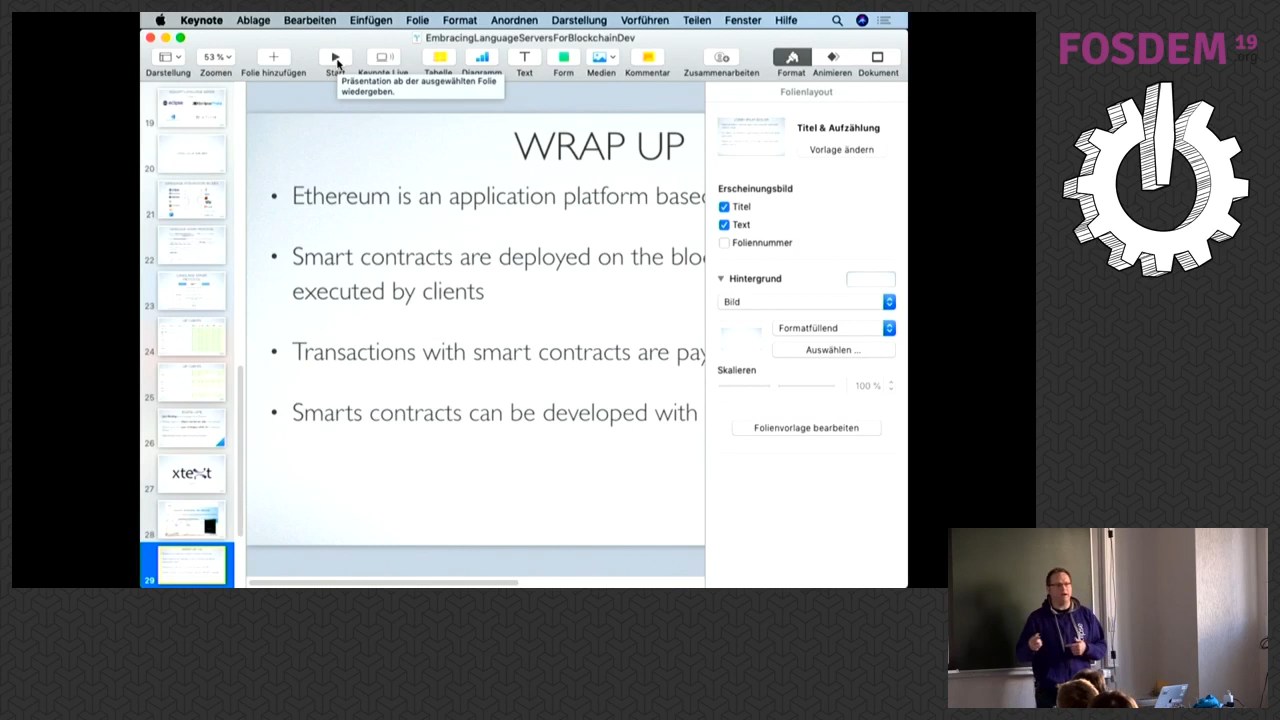 Keynote Ablage Bearbeiten Einfügen Folie Format Anordnen Darstellung Vorführen Teilen Fenster Hilfe
EmbracingLanguageServersForBlockchainDev
53 %
Darstellung Zoomen Folie hinzufügen Start Keynote Live Tabelle Diagramm Text Form Medien Kommentar Zusammenarbeiten Format Animieren Dokument
Präsentation ab der ausgewählten Folie
wiedergeben.
19
20
21
22
23
24
25
26
xtext
27
28
29
WRAP UP
• Ethereum is an application platform based
• Smart contracts are deployed on the
executed by clients
• Transactions with smart contracts are
• Smarts contracts can be developed with
Folienlayout
Titel & Aufzählung
Vorlage ändern
Erscheinungsbild
Titel
Text
Foliennummer
Hintergrund
Bild
Formatfüllend
Auswählen ...
Skalieren
100 %
Folienvorlage bearbeiten
FOSDEM 19
.org